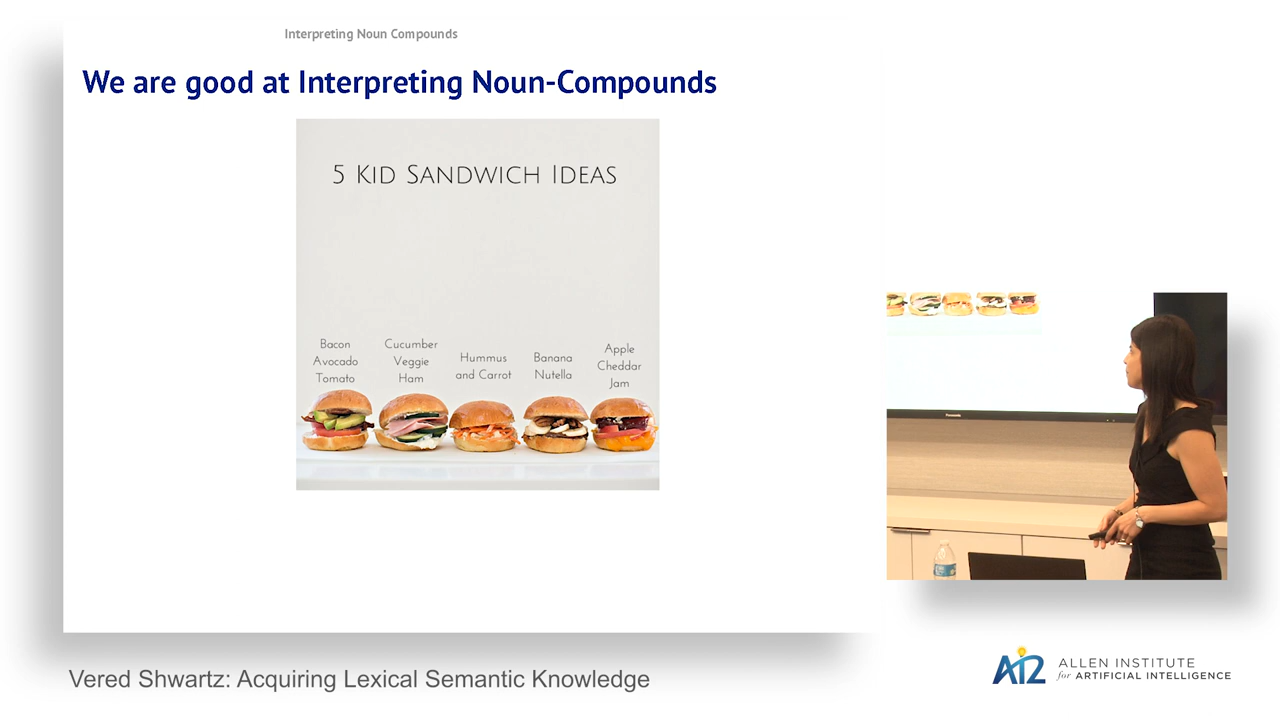 Interpreting Noun Compounds
We are good at Interpreting Noun-Compounds
5 KID SANDWICH IDEAS
Bacon
Avocado
Tomato
Cucumber
Veggie
Ham
Hummus
and Carrot
Banana
Nutella
Apple
Cheddar
Jam
Panasonic
Vered Shwartz: Acquiring Lexical Semantic Knowledge
AI2
ALLEN INSTITUTE
for ARTIFICIAL INTELLIGENCE